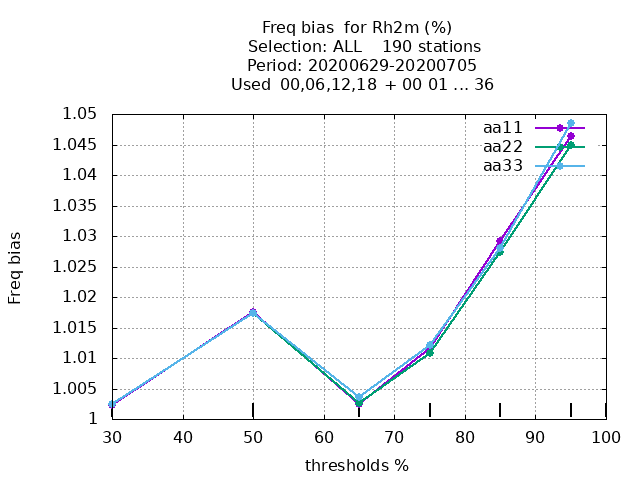 Freq bias  for Rh2m (%)
Selection: ALL    190 stations
Period: 20200629-20200705
Used  00,06,12,18  + 00 01 ... 36
1.05
1.045
1.04
1.035
1.03
1.025
1.02
1.015
1.01
1.005
1
Freq bias
aa11
aa22
aa33
30 40 50 60 70 80 90 100
thresholds %